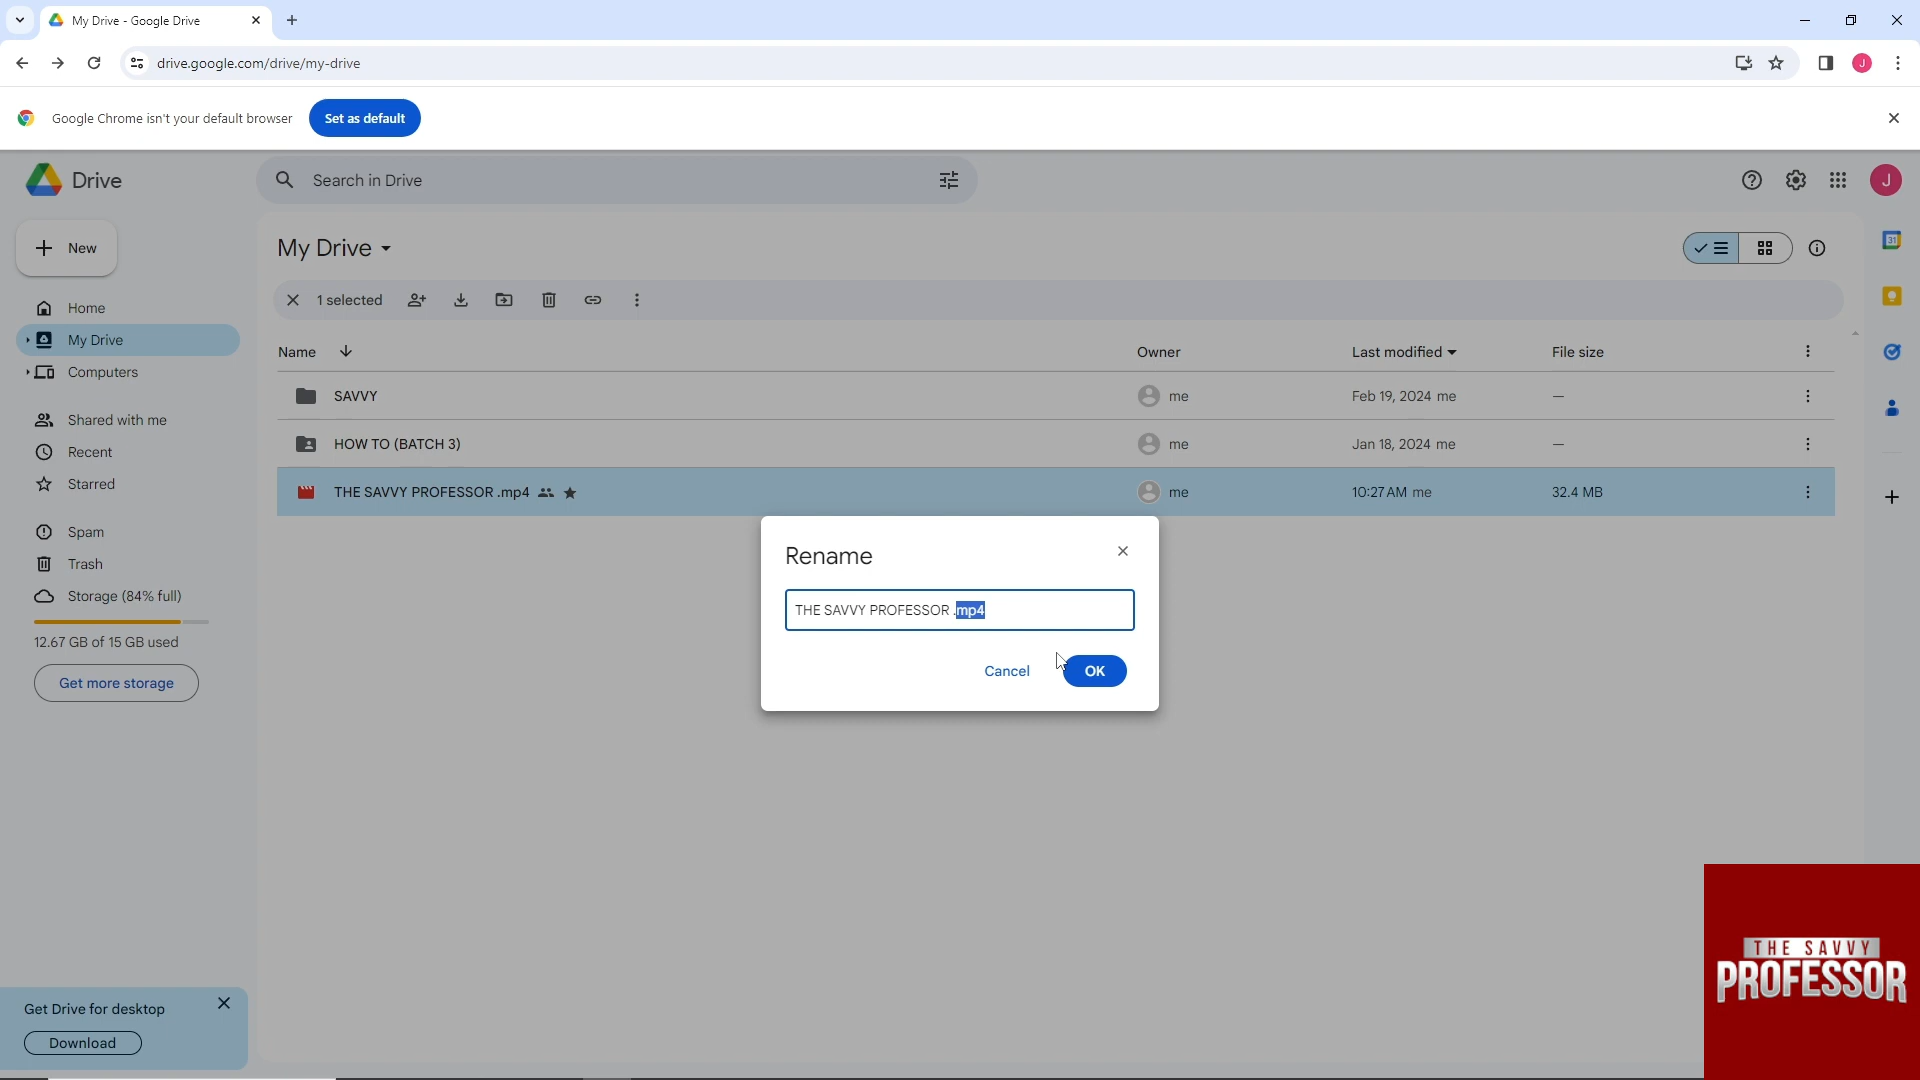 My Drive - Google Drive
drive.google.com/drive/my-drive
J
Google Chrome isn't your default browser
Set as default
Drive
Search in Drive
J
New
My Drive
31
1 selected
Home
My Drive
Computers
Name
Owner
Last modified
File size
SAVVY
me
Feb 19, 2024 me
—
HOW TO (BATCH 3)
me
Jan 18, 2024 me
—
THE SAVVY PROFESSOR .mp4
me
10:27 AM me
32.4 MB
Shared with me
Recent
Starred
Spam
Trash
Storage (84% full)
12.67 GB of 15 GB used
Get more storage
Rename
THE SAVVY PROFESSOR .mp4
Cancel
OK
Get Drive for desktop
Download
THE SAVVY
PROFESSOR